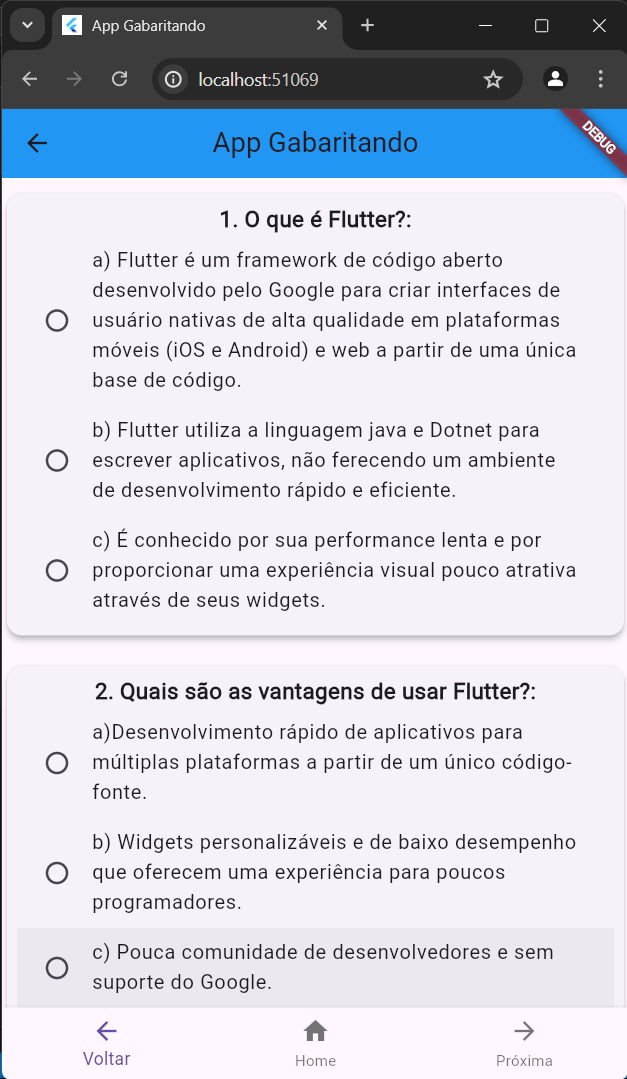 App Gabaritando
localhost:51069
App Gabaritando
DEBUG
1. O que é Flutter?:
a) Flutter é um framework de código aberto
desenvolvido pelo Google para criar interfaces de
usuário nativas de alta qualidade em plataformas
móveis (iOS e Android) e web a partir de uma única
base de código.
b) Flutter utiliza a linguagem java e Dotnet para
escrever aplicativos, não ferecendo um ambiente
de desenvolvimento rápido e eficiente.
c) É conhecido por sua performance lenta e por
proporcionar uma experiência visual pouco atrativa
através de seus widgets.
2. Quais são as vantagens de usar Flutter?:
a)Desenvolvimento rápido de aplicativos para
múltiplas plataformas a partir de um único código-
fonte.
b) Widgets personalizáveis e de baixo desempenho
que oferecem uma experiência para poucos
programadores.
c) Pouca comunidade de desenvolvedores e sem
suporte do Google.
Voltar
Home
Próxima